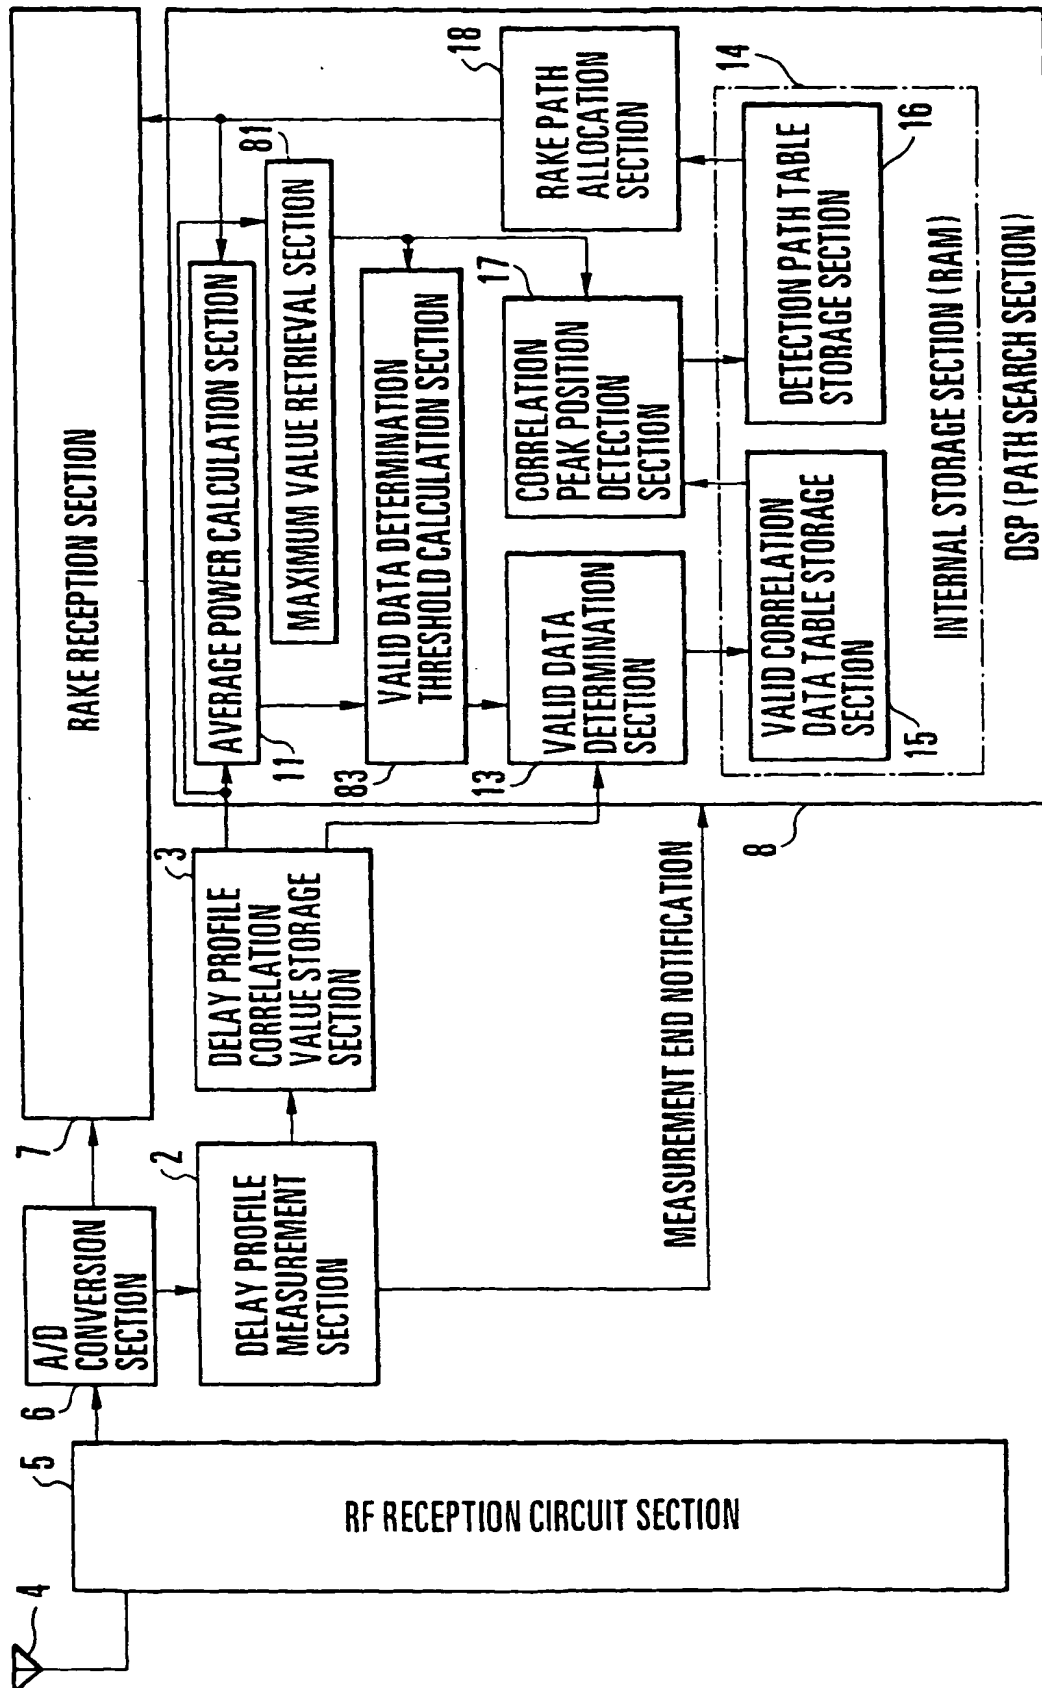 4
5
RF RECEPTION CIRCUIT SECTION
6
A/D
CONVERSION
SECTION
7
RAKE RECEPTION SECTION
2
DELAY PROFILE
MEASUREMENT
SECTION
3
DELAY PROFILE
CORRELATION
VALUE STORAGE
SECTION
MEASUREMENT END NOTIFICATION
8
11
AVERAGE POWER CALCULATION SECTION
81
MAXIMUM VALUE RETRIEVAL SECTION
83
VALID DATA DETERMINATION
THRESHOLD CALCULATION SECTION
13
VALID DATA
DETERMINATION
SECTION
17
CORRELATION
PEAK POSITION
DETECTION
SECTION
18
RAKE PATH
ALLOCATION
SECTION
14
15
VALID CORRELATION
DATA TABLE STORAGE
SECTION
16
DETECTION PATH TABLE
STORAGE SECTION
INTERNAL STORAGE SECTION (RAM)
DSP (PATH SEARCH SECTION)